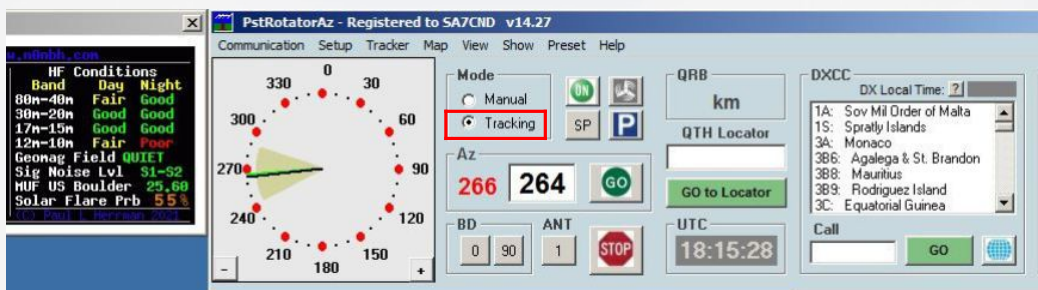 w.n0nbh.com
HF Conditions
Band Day Night
80m-40m Fair Good
30m-20m Good Good
17m-15m Good Good
12m-10m Fair Poor
Geomag Field QUIET
Sig Noise Lvl S1-S2
MUF US Boulder 25.60
Solar Flare Prb 55%
(C) Paul L Herrman 2021
PstRotatorAz - Registered to SA7CND v14.27
Communication Setup Tracker Map View Show Preset Help
0
30
60
90
120
150
180
210
240
270
300
330
-
+
Mode
Manual
Tracking
ON
SP
P
Az
266
264
GO
BD
0
90
ANT
1
STOP
QRB
km
QTH Locator
GO to Locator
UTC
18:15:28
DXCC
DX Local Time: ?
1A: Sov Mil Order of Malta
1S: Spratly Islands
3A: Monaco
3B6: Agalega & St. Brandon
3B8: Mauritius
3B9: Rodriguez Island
3C: Equatorial Guinea
Call
GO